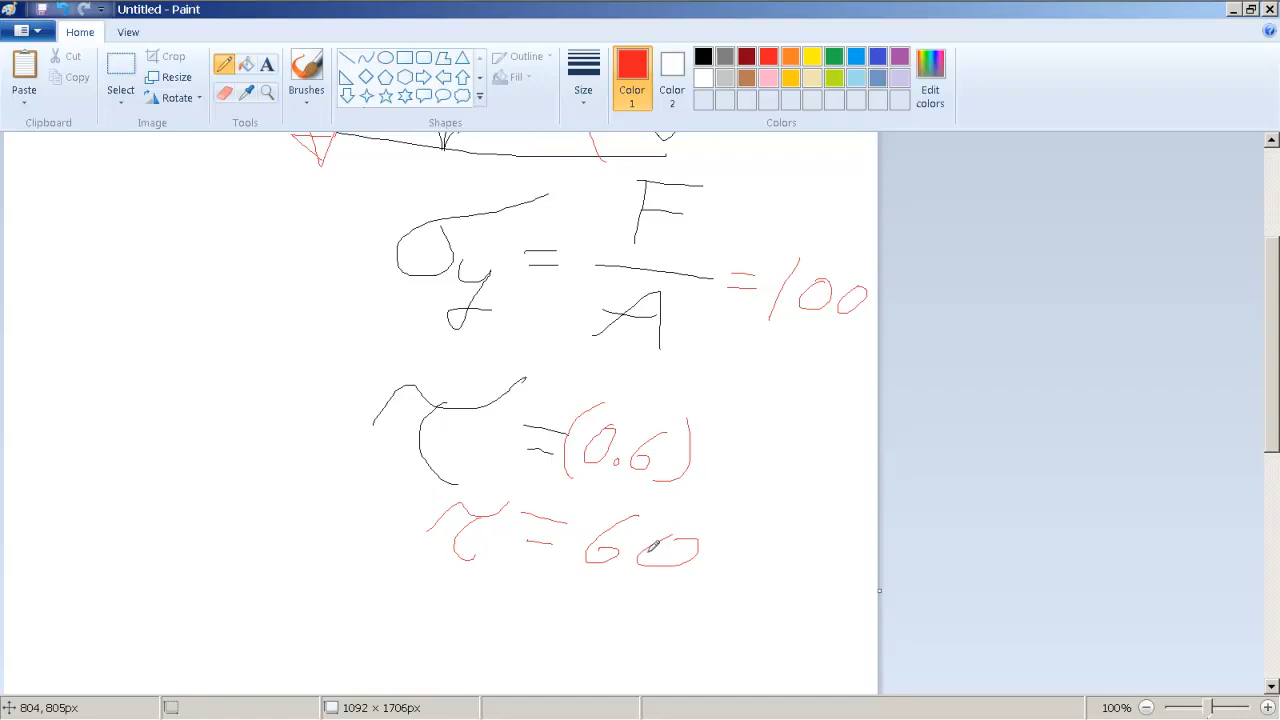 Untitled - Paint
Home View
Paste
Cut
Copy
Clipboard
Select
Crop
Resize
Rotate
Image
A
Tools
Brushes
Outline
Fill
Shapes
Size
Color 1
Color 2
Edit colors
Colors
σy = F/A = 100
τ = (0.6)
τ = 60
804, 805px
1092 × 1706px
100%